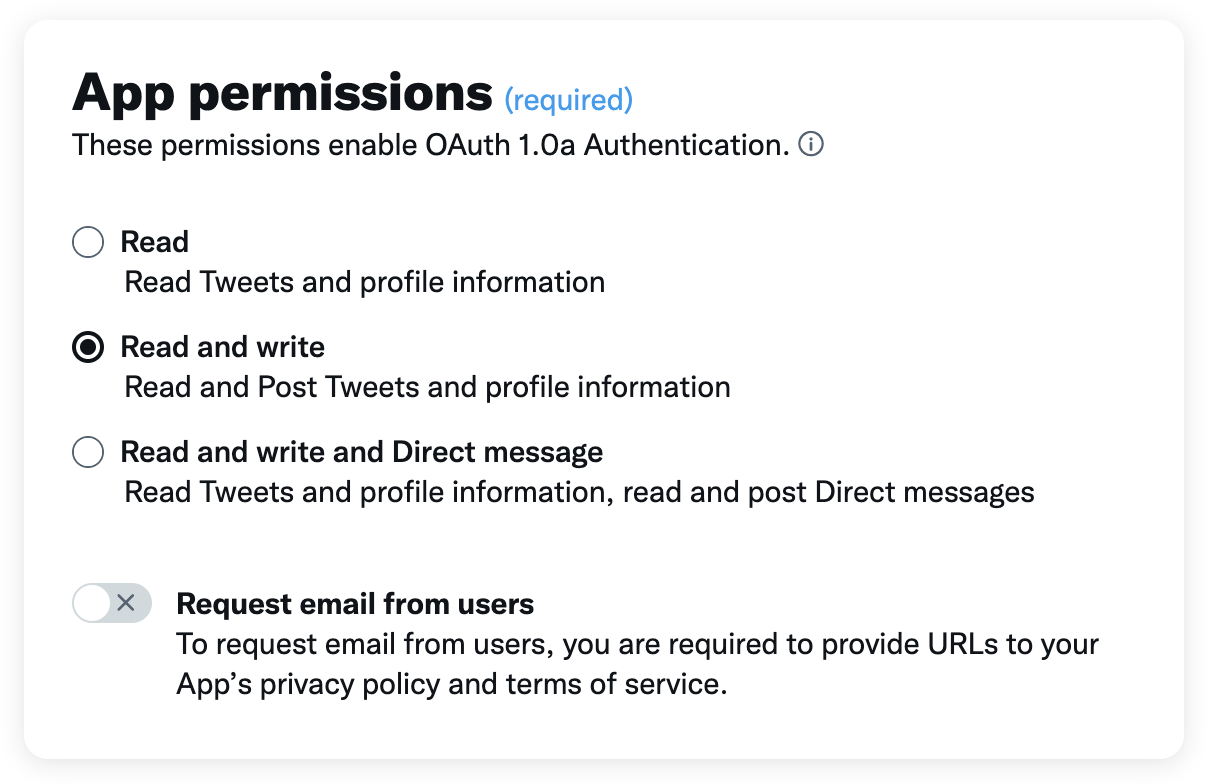 App permissions (required)
These permissions enable OAuth 1.0a Authentication.
Read
Read Tweets and profile information
Read and write
Read and Post Tweets and profile information
Read and write and Direct message
Read Tweets and profile information, read and post Direct messages
Request email from users
To request email from users, you are required to provide URLs to your
App’s privacy policy and terms of service.